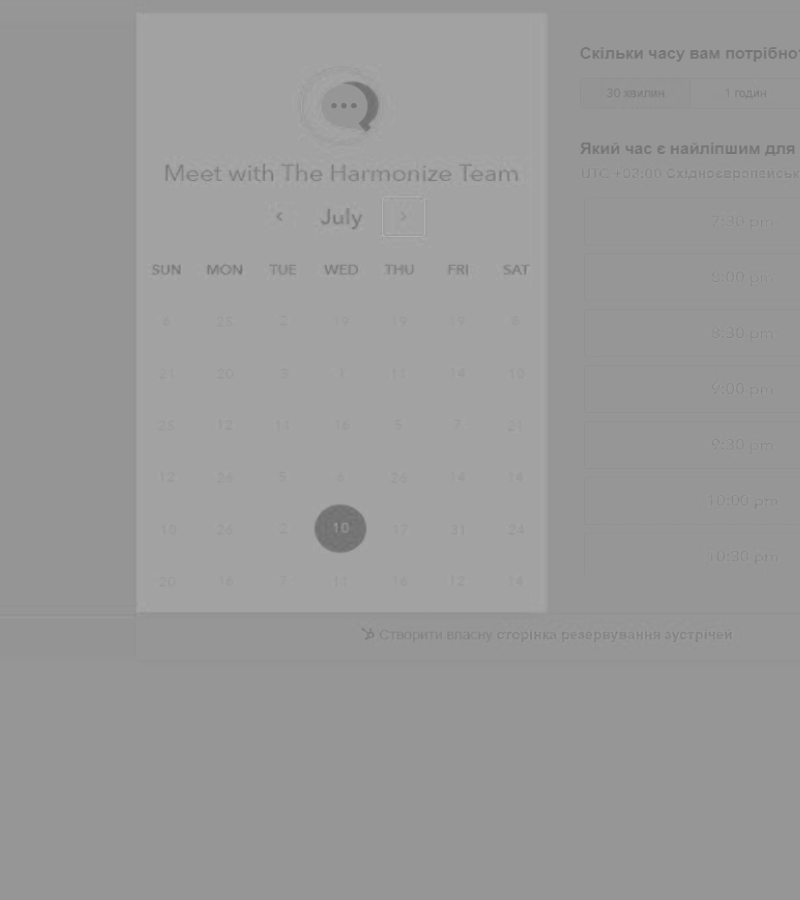 Meet with The Harmonize Team
July
SUN MON TUE WED THU FRI SAT
6 25 2 19 19 19 8
21 20 3 1 11 14 10
25 12 11 16 5 7 21
12 26 5 6 26 14 14
10 26 2 10 17 31 24
20 16 7 11 16 12 14
Скільки часу вам потрібно
30 хвилин 1 годин
Який час є найліпшим для
UTC +03:00
7:30 pm
8:00 pm
8:30 pm
9:00 pm
9:30 pm
10:00 pm
10:30 pm
Створити власну сторінка резервування зустрічей